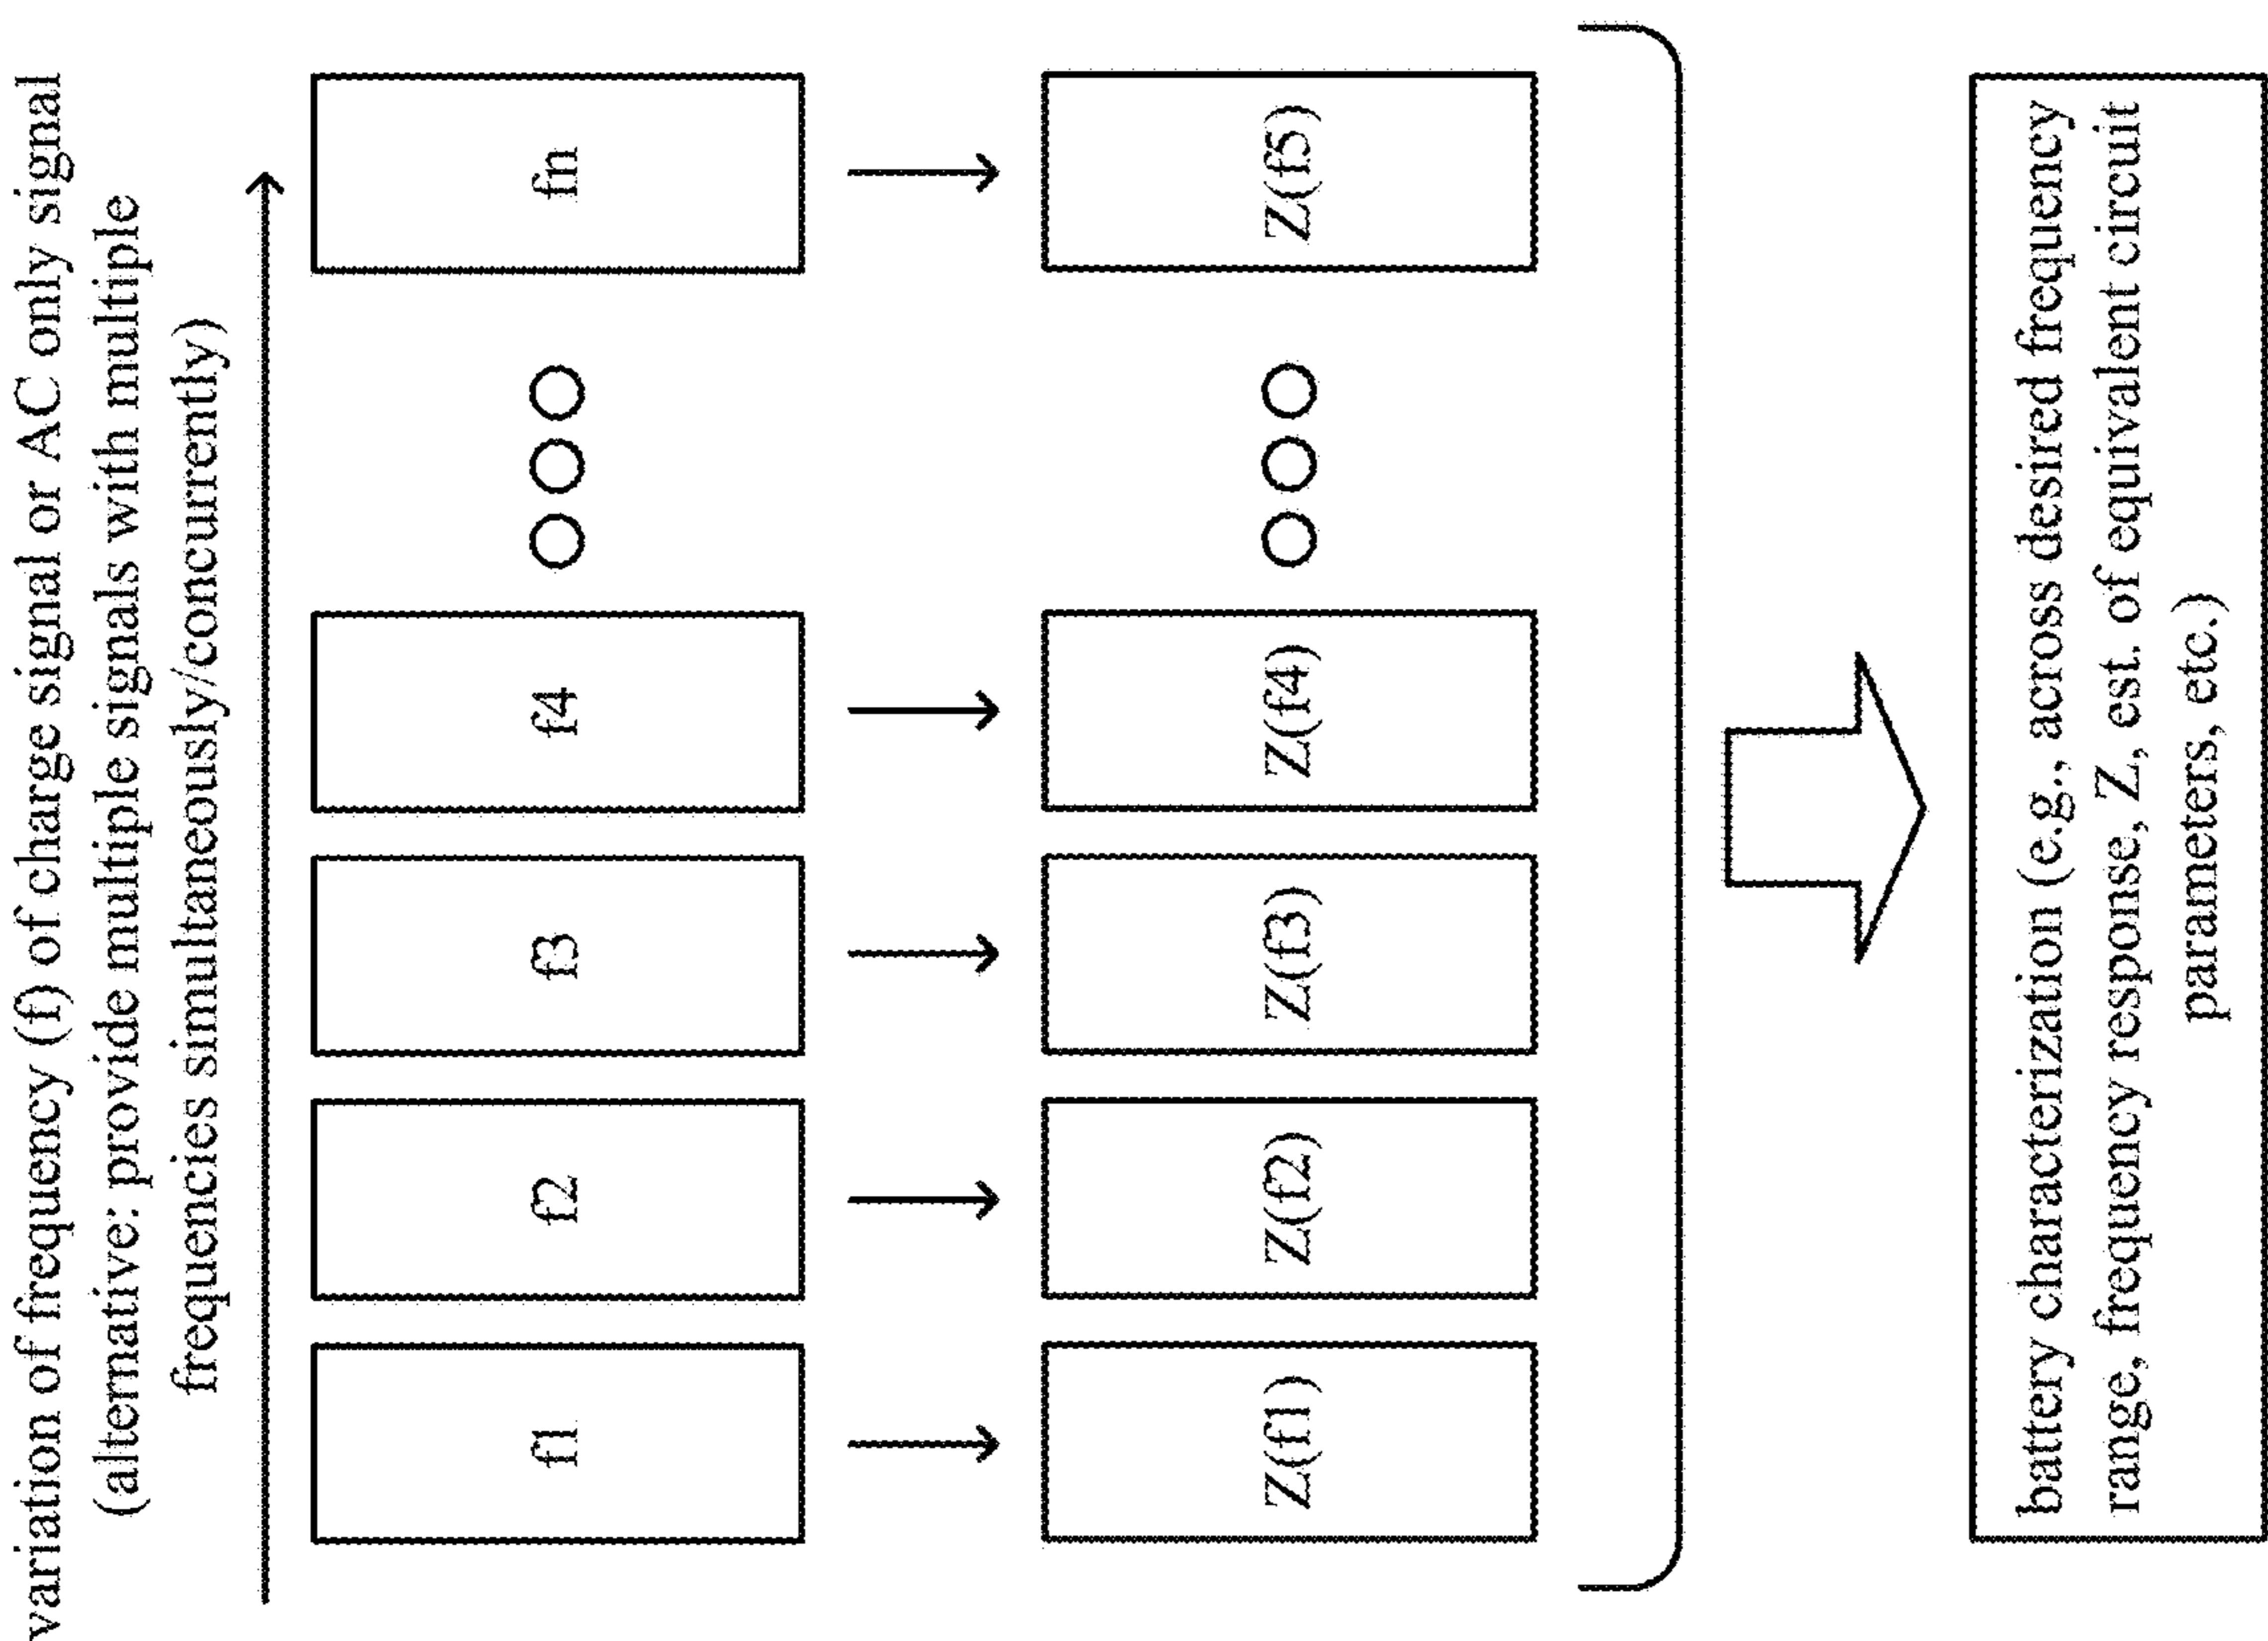 variation of frequency (f) of charge signal or AC only signal
(alternative: provide multiple signals with multiple
frequencies simultaneously/concurrently)
f1
f2
f3
f4
fn
Z(f1)
Z(f2)
Z(f3)
Z(f4)
Z(f5)
battery characterization (e.g., across desired frequency
range, frequency response, Z, est. of equivalent circuit
parameters, etc.)